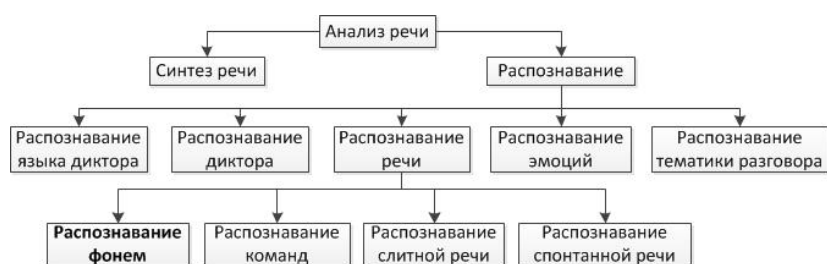 Анализ речи
Синтез речи
Распознавание
Распознавание
языка диктора
Распознавание
диктора
Распознавание
речи
Распознавание
эмоций
Распознавание
тематики разговора
Распознавание
фонем
Распознавание
команд
Распознавание
слитной речи
Распознавание
спонтанной речи